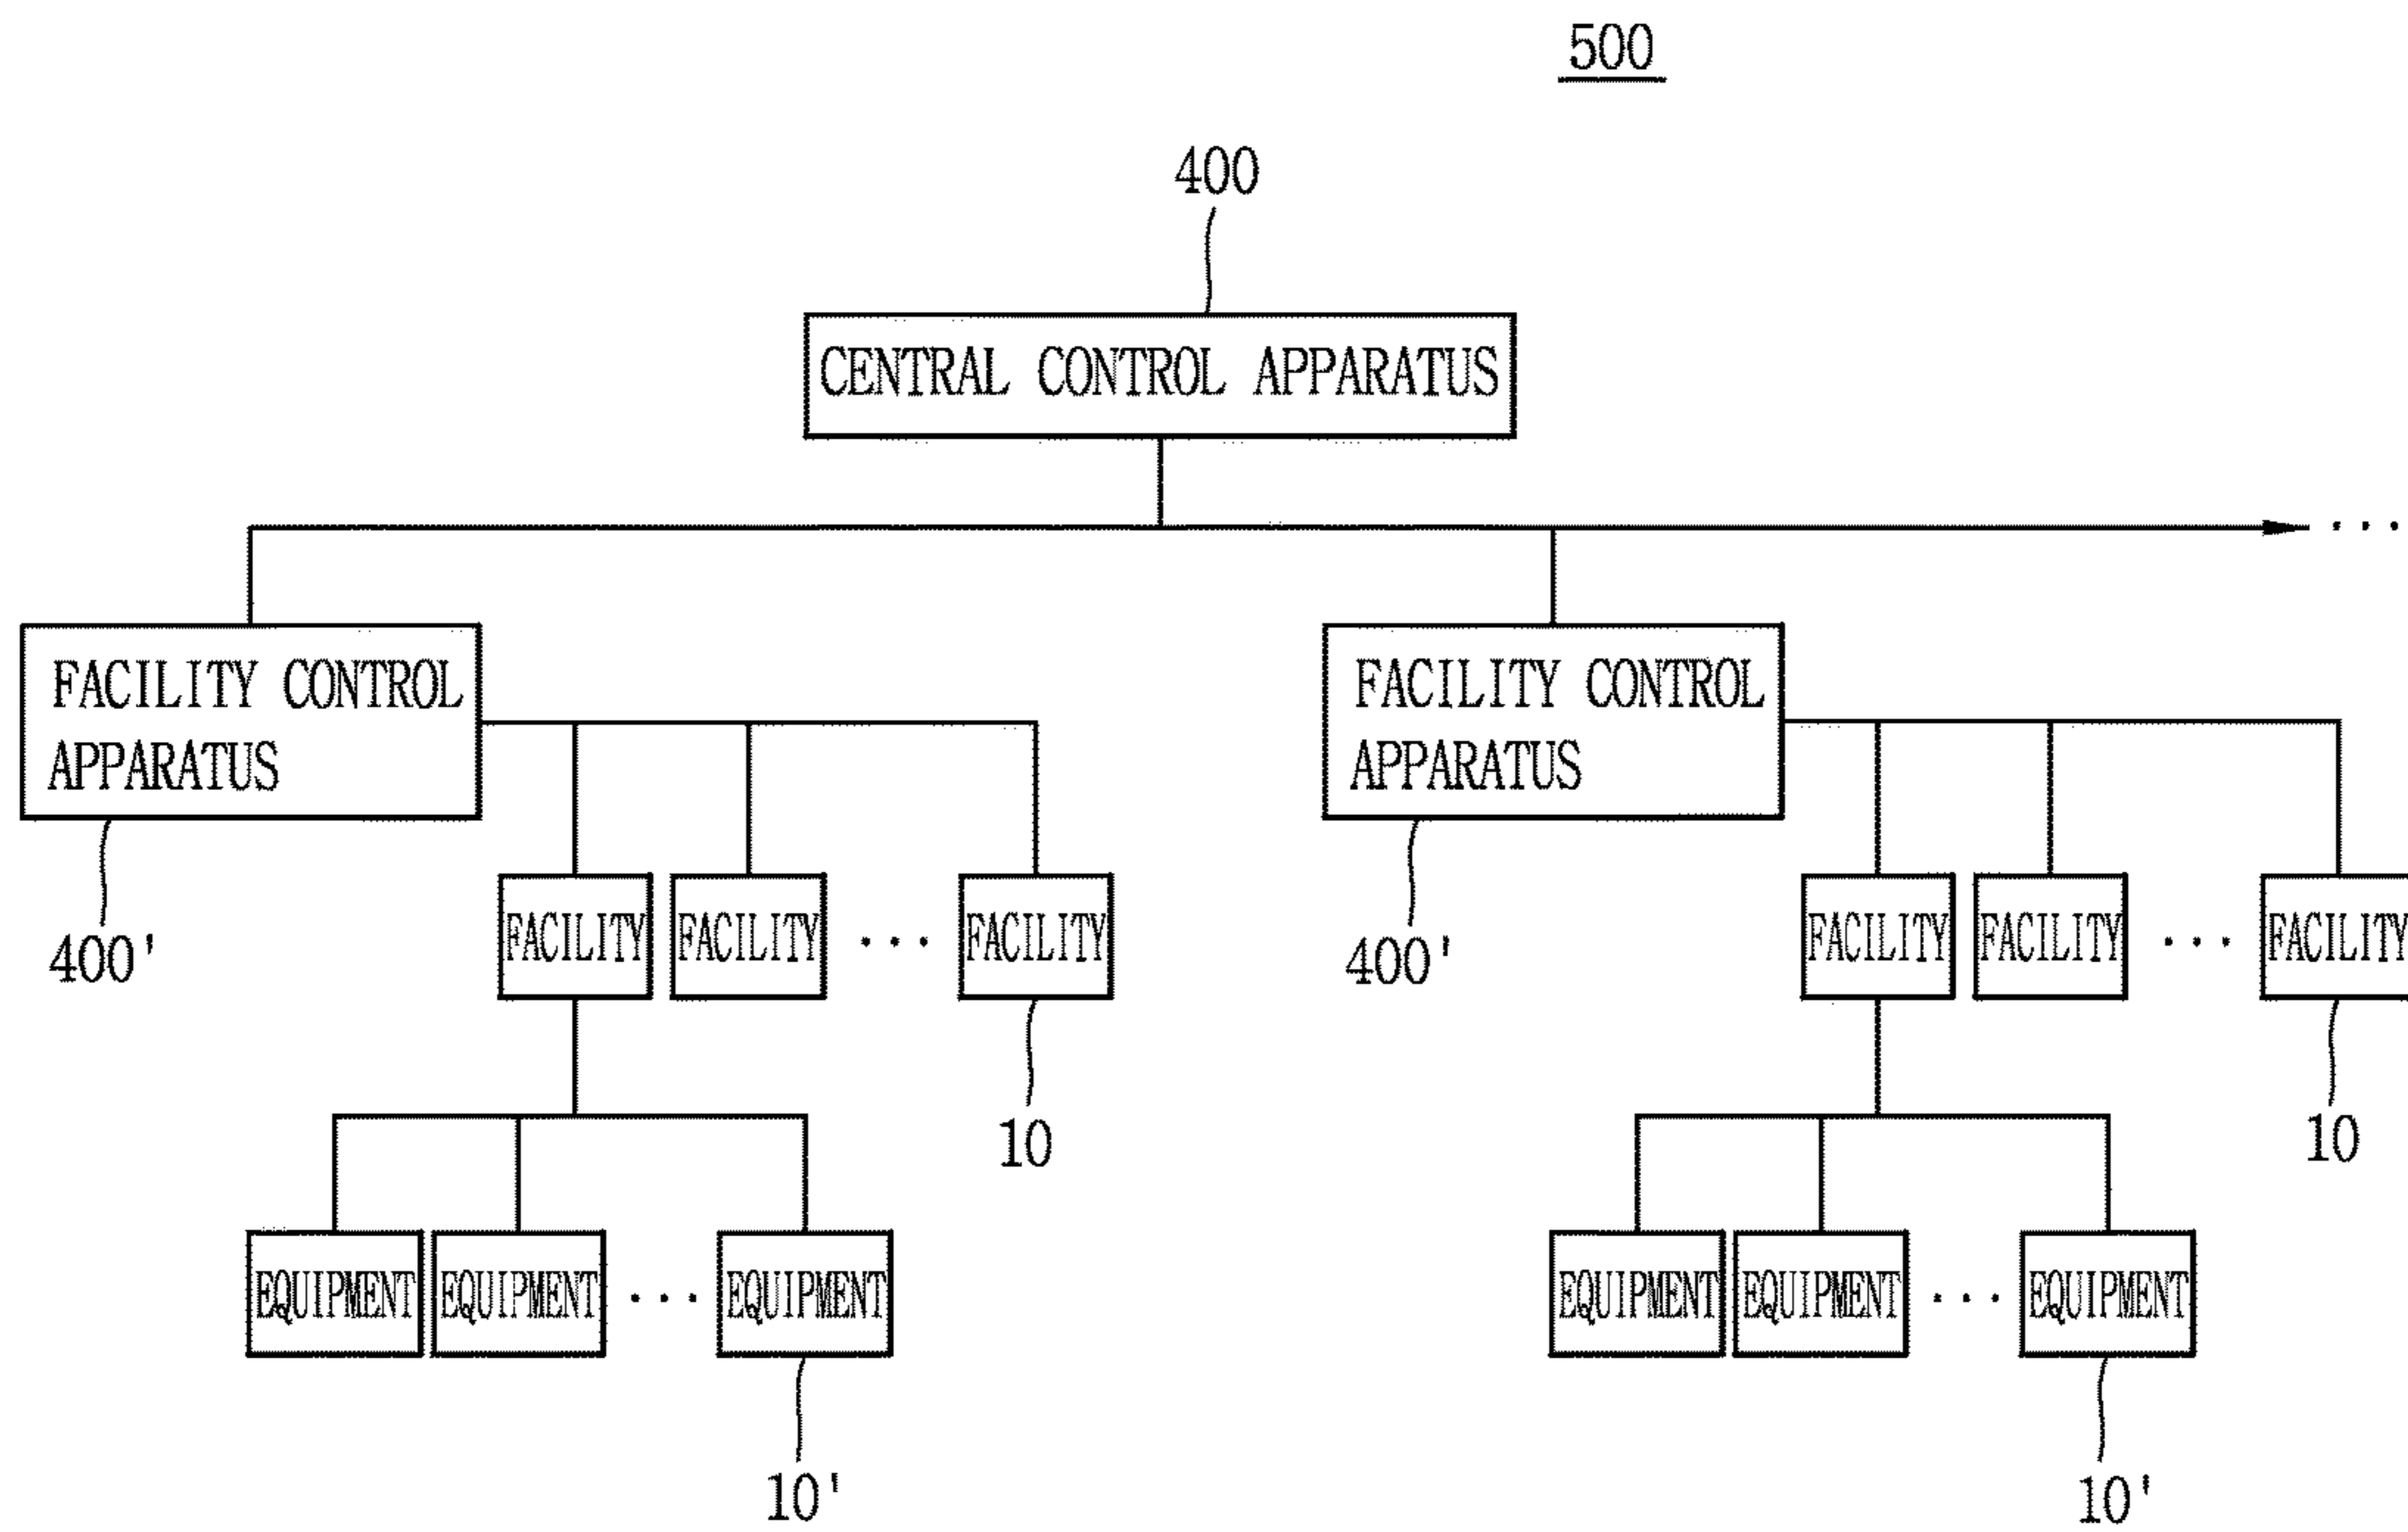 500
400
CENTRAL CONTROL APPARATUS
...
FACILITY CONTROL
APPARATUS
FACILITY CONTROL
APPARATUS
400'
FACILITY FACILITY ... FACILITY
400'
FACILITY FACILITY ... FACILITY
10
10
EQUIPMENT EQUIPMENT ... EQUIPMENT
EQUIPMENT EQUIPMENT ... EQUIPMENT
10'
10'